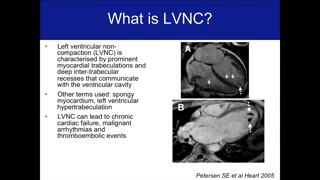 What is LVNC?
• Left ventricular non-
compaction (LVNC) is
characterised by prominent
myocardial trabeculations and
deep inter-trabecular
recesses that communicate
with the ventricular cavity
• Other terms used: spongy
myocardium, left ventricular
hypertrabeculation
• LVNC can lead to chronic
cardiac failure, malignant
arrhythmias and
thromboembolic events
A
B
Petersen SE et al Heart 2005